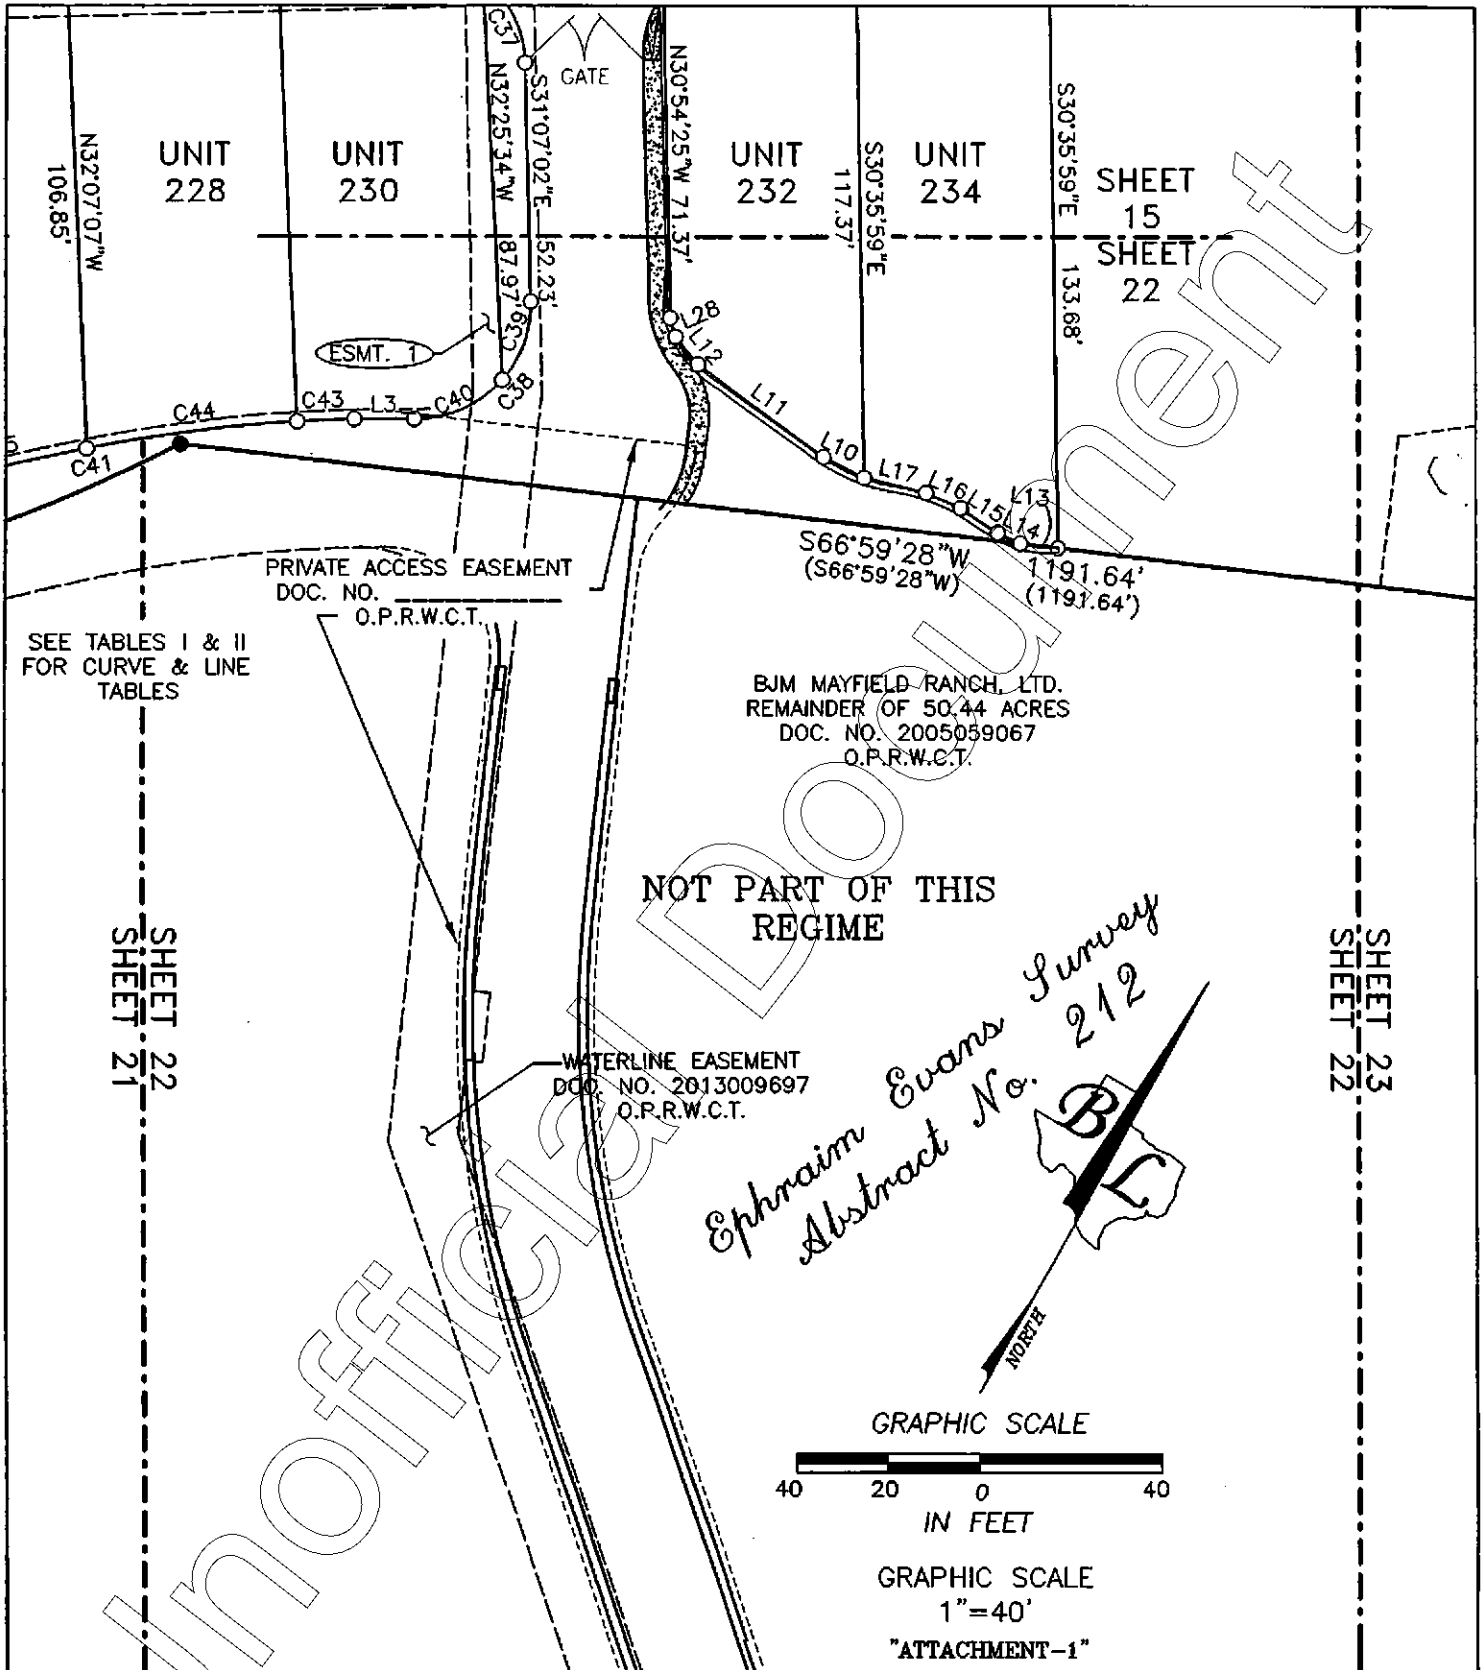 C37
GATE
N32°07'07"W
106.85'
UNIT
228
UNIT
230
N32°25'34"W 87.97'
S31°07'02"E 52.23'
N30°54'25"W 71.37'
UNIT
232
S30°35'59"E
117.37'
UNIT
234
S30°35'59"E 133.68'
SHEET
15
SHEET
22
ESMT. 1
C39
C38
L28
L12
L11
L10
L17
L16
L15
L14
L13
C44
C43
L3
C40
C41
5
S66°59'28"W
(S66°59'28"W)
1191.64'
(1191.64')
PRIVATE ACCESS EASEMENT
DOC. NO.
O.P.R.W.C.T.
SEE TABLES I & II
FOR CURVE & LINE
TABLES
BJM MAYFIELD RANCH, LTD.
REMAINDER OF 50.44 ACRES
DOC. NO. 2005059067
O.P.R.W.C.T.
NOT PART OF THIS
REGIME
SHEET 22
SHEET 21
SHEET 23
SHEET 22
WATERLINE EASEMENT
DOC. NO. 2013009697
O.P.R.W.C.T.
Ephraim Evans Survey
Abstract No. 212
B
L
NORTH
GRAPHIC SCALE
40 20 0 40
IN FEET
GRAPHIC SCALE
1"=40'
"ATTACHMENT-1"
Unofficial Document